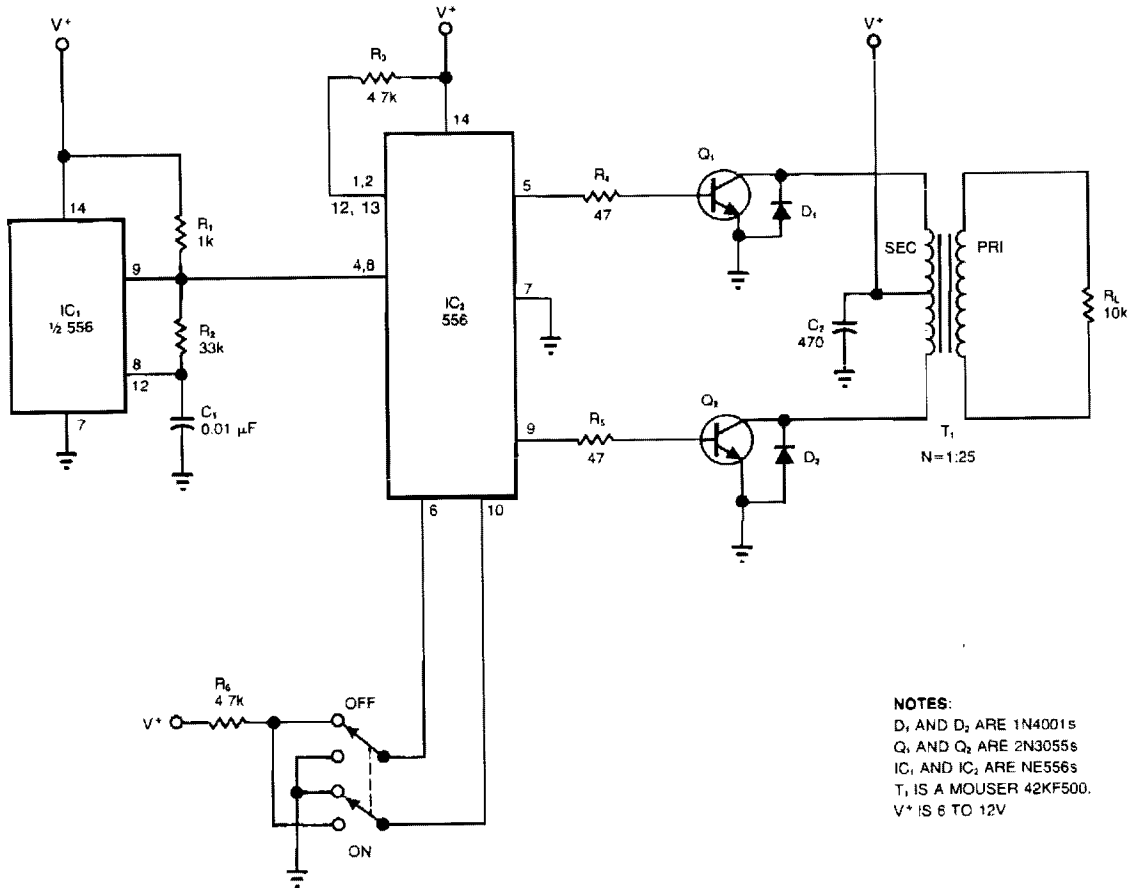 V+
V+
V+
R3
4.7k
14
14
R1
1k
1,2
12, 13
5
R4
47
Q1
D1
SEC
PRI
9
4,8
IC1
½ 556
IC2
556
7
R2
33k
C2
470
RL
10k
8
12
7
C1
0.01 µF
9
R5
47
Q2
D2
T1
N=1:25
6
10
R6
4.7k
V+
OFF
ON
NOTES:
D1 AND D2 ARE 1N4001s
Q1 AND Q2 ARE 2N3055s
IC1 AND IC2 ARE NE556s
T1 IS A MOUSER 42KF500.
V+ IS 6 TO 12V